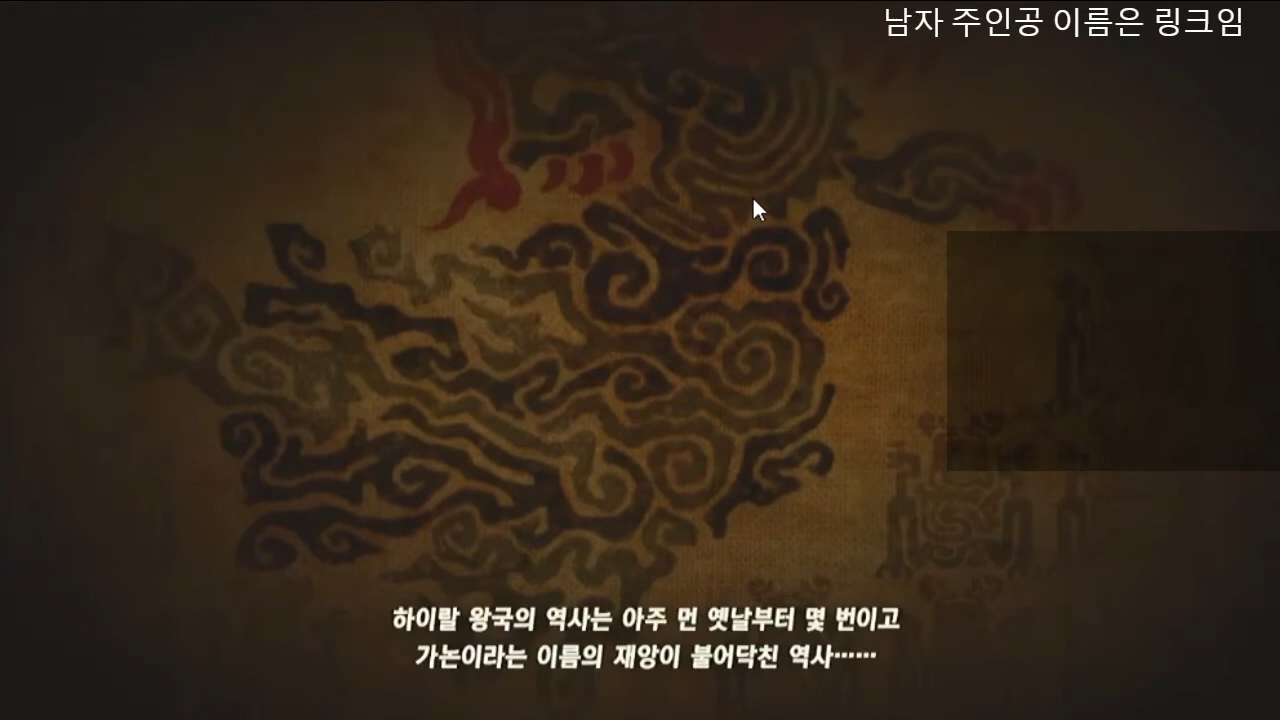 남자 주인공 이름은 링크임
하이랄 왕국의 역사는 아주 먼 옛날부터 몇 번이고
가논이라는 이름의 재앙이 불어닥친 역사……